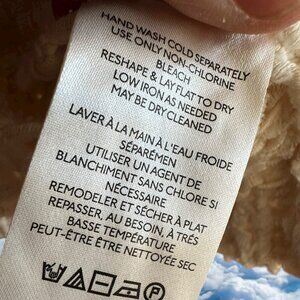 HAND WASH COLD SEPARATELY
USE ONLY NON-CHLORINE
BLEACH
RESHAPE & LAY FLAT TO DRY
LOW IRON AS NEEDED
MAY BE DRY CLEANED
LAVER À LA MAIN À L'EAU FROIDE
SÉPARÉMEN
UTILISER UN AGENT DE
BLANCHIMENT SANS CHLORE SI
NÉCESSAIRE
REMODELER ET SÉCHER À PLAT
REPASSER, AU BESOIN, À TRÈS
BASSE TEMPÉRATURE
PEUT-ÊTRE ÊTRE NETTOYÉE SEC